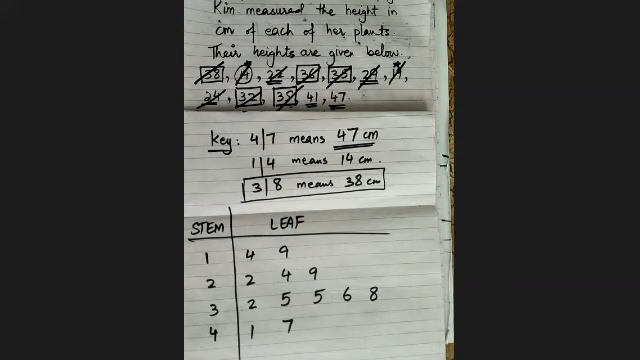 Kim measured the height in
cm of each of her plants.
Their heights are given below.
38, 14, 22, 36, 35, 29, 19,
24, 32, 35, 41, 47.
Key: 4|7 means 47 cm
1|4 means 14 cm.
3|8 means 38 cm
STEM LEAF
1 4 9
2 2 4 9
3 2 5 5 6 8
4 1 7